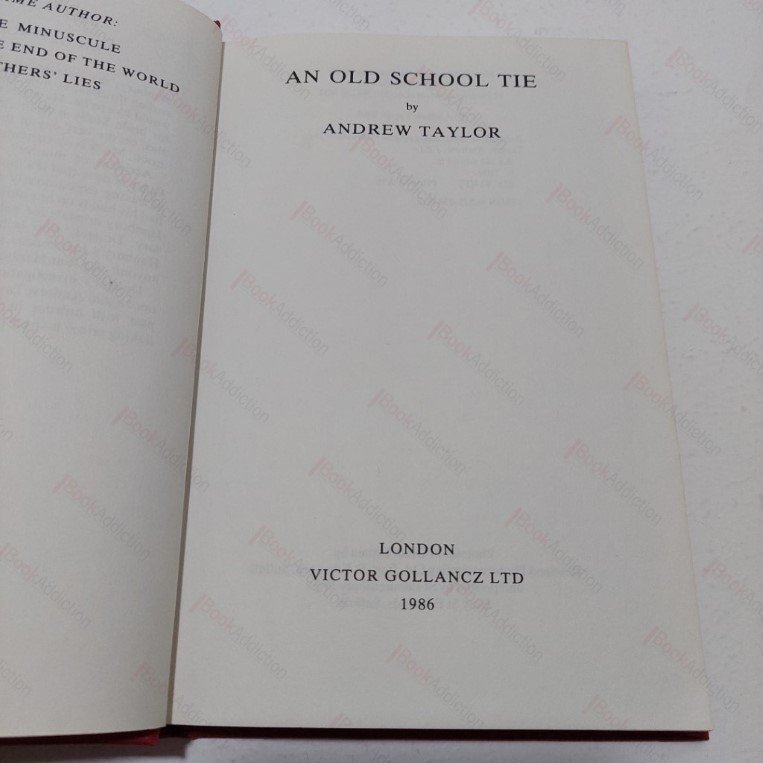 ME AUTHOR:
E MINUSCULE
E END OF THE WORLD
THERS' LIES
AN OLD SCHOOL TIE
by
ANDREW TAYLOR
LONDON
VICTOR GOLLANCZ LTD
1986
BookAddiction